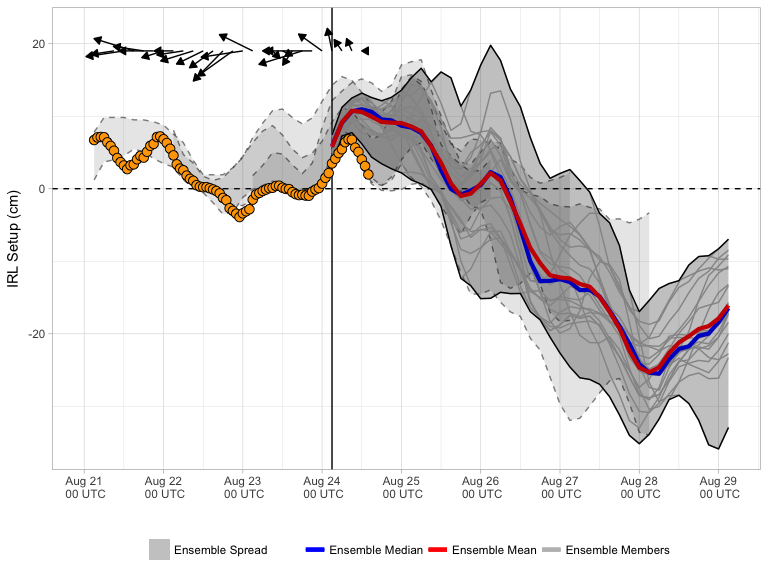 IRL Setup (cm)
20
0
-20
Aug 21 Aug 22 Aug 23 Aug 24 Aug 25 Aug 26 Aug 27 Aug 28 Aug 29
00 UTC 00 UTC 00 UTC 00 UTC 00 UTC 00 UTC 00 UTC 00 UTC 00 UTC
Ensemble Spread Ensemble Median Ensemble Mean Ensemble Members